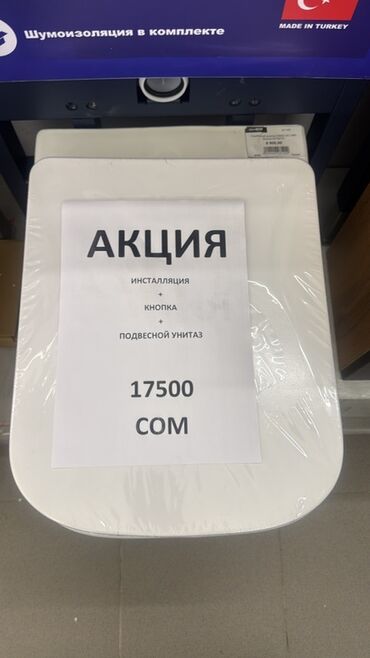 Шумоизоляция в комплекте
MADE IN TURKEY
АКЦИЯ
ИНСТАЛЛЯЦИЯ
+
КНОПКА
+
ПОДВЕСНОЙ УНИТАЗ
17500
СОМ